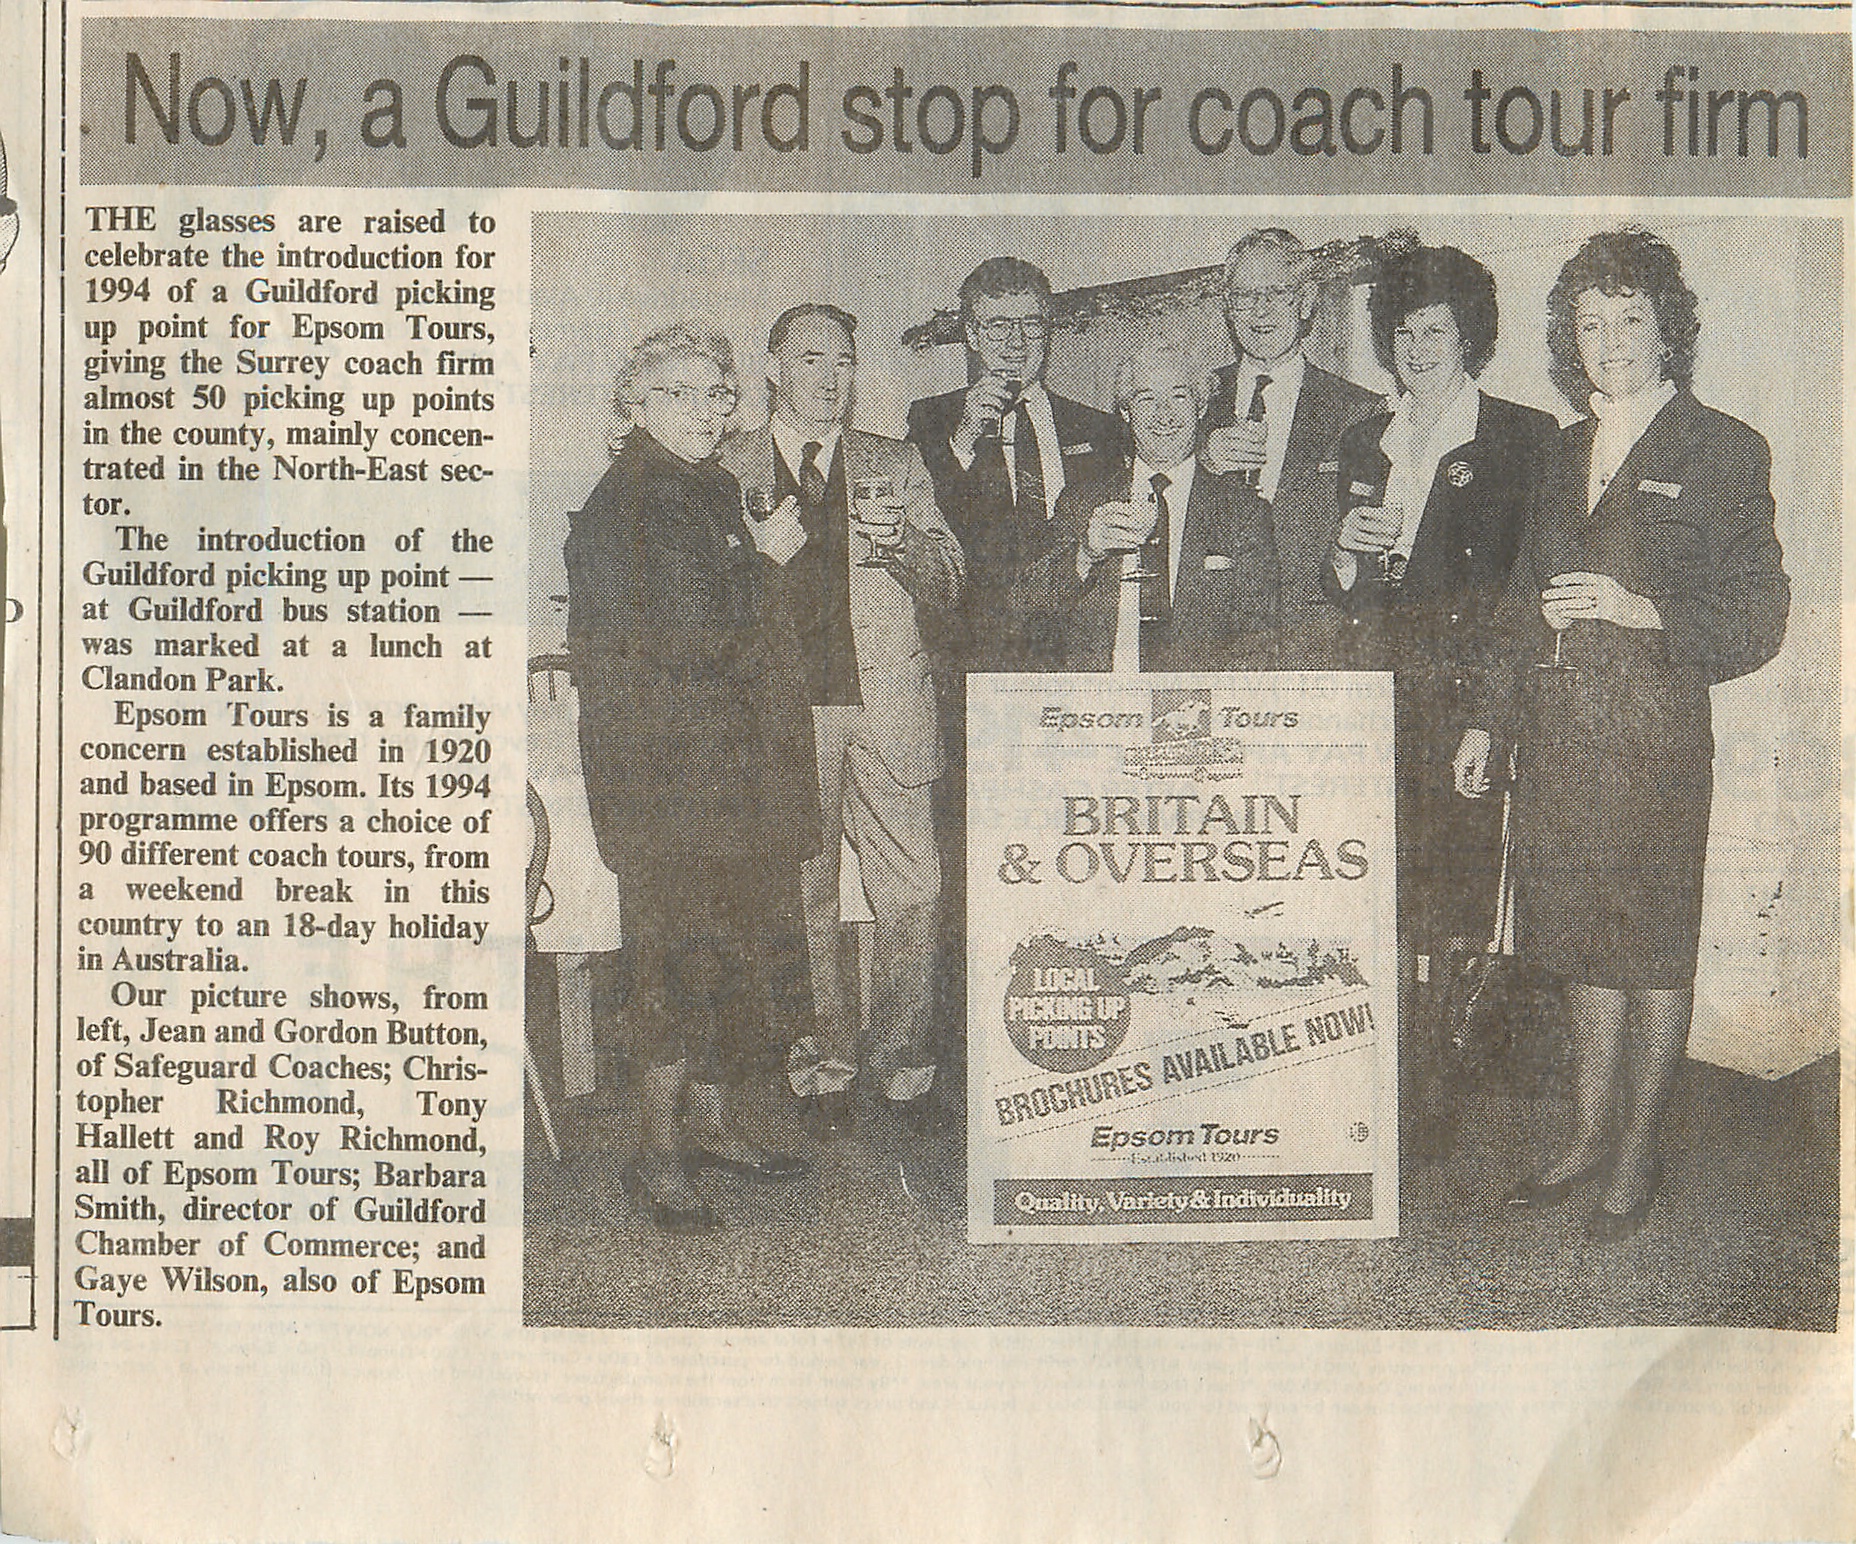 Now, a Guildford stop for coach tour firm
THE glasses are raised to
celebrate the introduction for
1994 of a Guildford picking
up point for Epsom Tours,
giving the Surrey coach firm
almost 50 picking up points
in the county, mainly concen-
trated in the North-East sec-
tor.
The introduction of the
Guildford picking up point —
at Guildford bus station —
was marked at a lunch at
Clandon Park.
Epsom Tours is a family
concern established in 1920
and based in Epsom. Its 1994
programme offers a choice of
90 different coach tours, from
a weekend break in this
country to an 18-day holiday
in Australia.
Our picture shows, from
left, Jean and Gordon Button,
of Safeguard Coaches; Chris-
topher Richmond, Tony
Hallett and Roy Richmond,
all of Epsom Tours; Barbara
Smith, director of Guildford
Chamber of Commerce; and
Gaye Wilson, also of Epsom
Tours.
Epsom Tours
BRITAIN
& OVERSEAS
LOCAL
PICKING UP
POINTS
BROCHURES AVAILABLE NOW!
Epsom Tours
Established 1920
Quality, Variety & Individuality